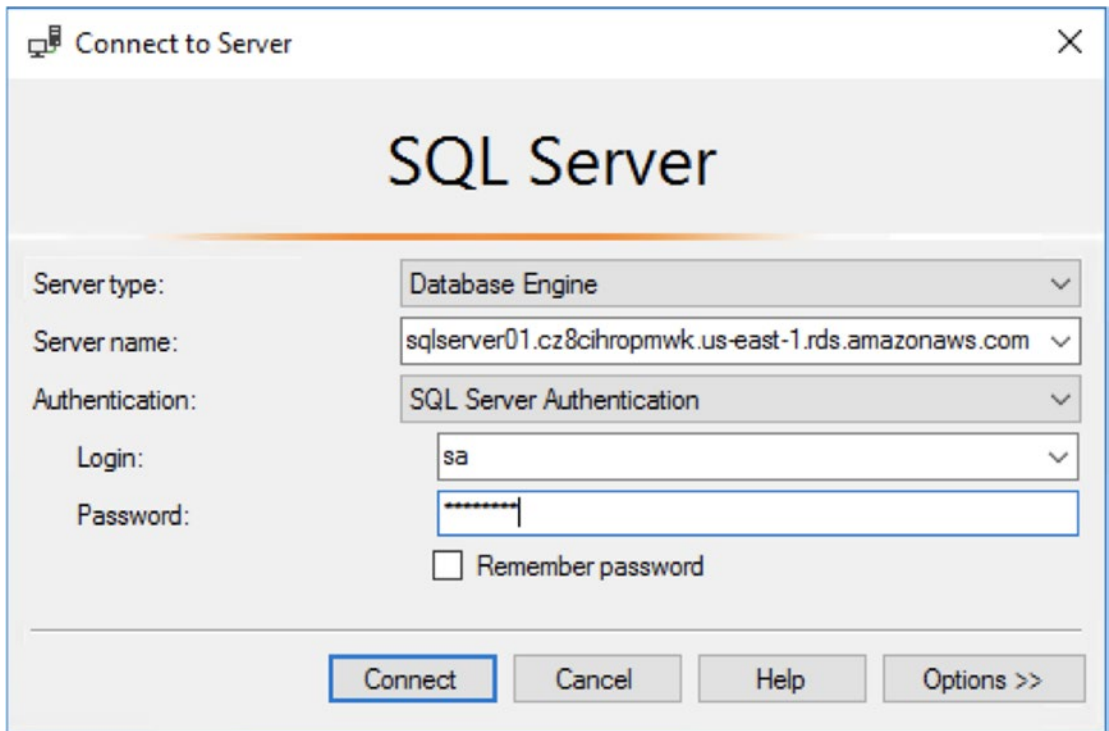 Connect to Server
SQL Server
Server type: Database Engine
Server name: sqlserver01.cz8cihropmwk.us-east-1.rds.amazonaws.com
Authentication: SQL Server Authentication
Login: sa
Password: ********
Remember password
Connect Cancel Help Options >>